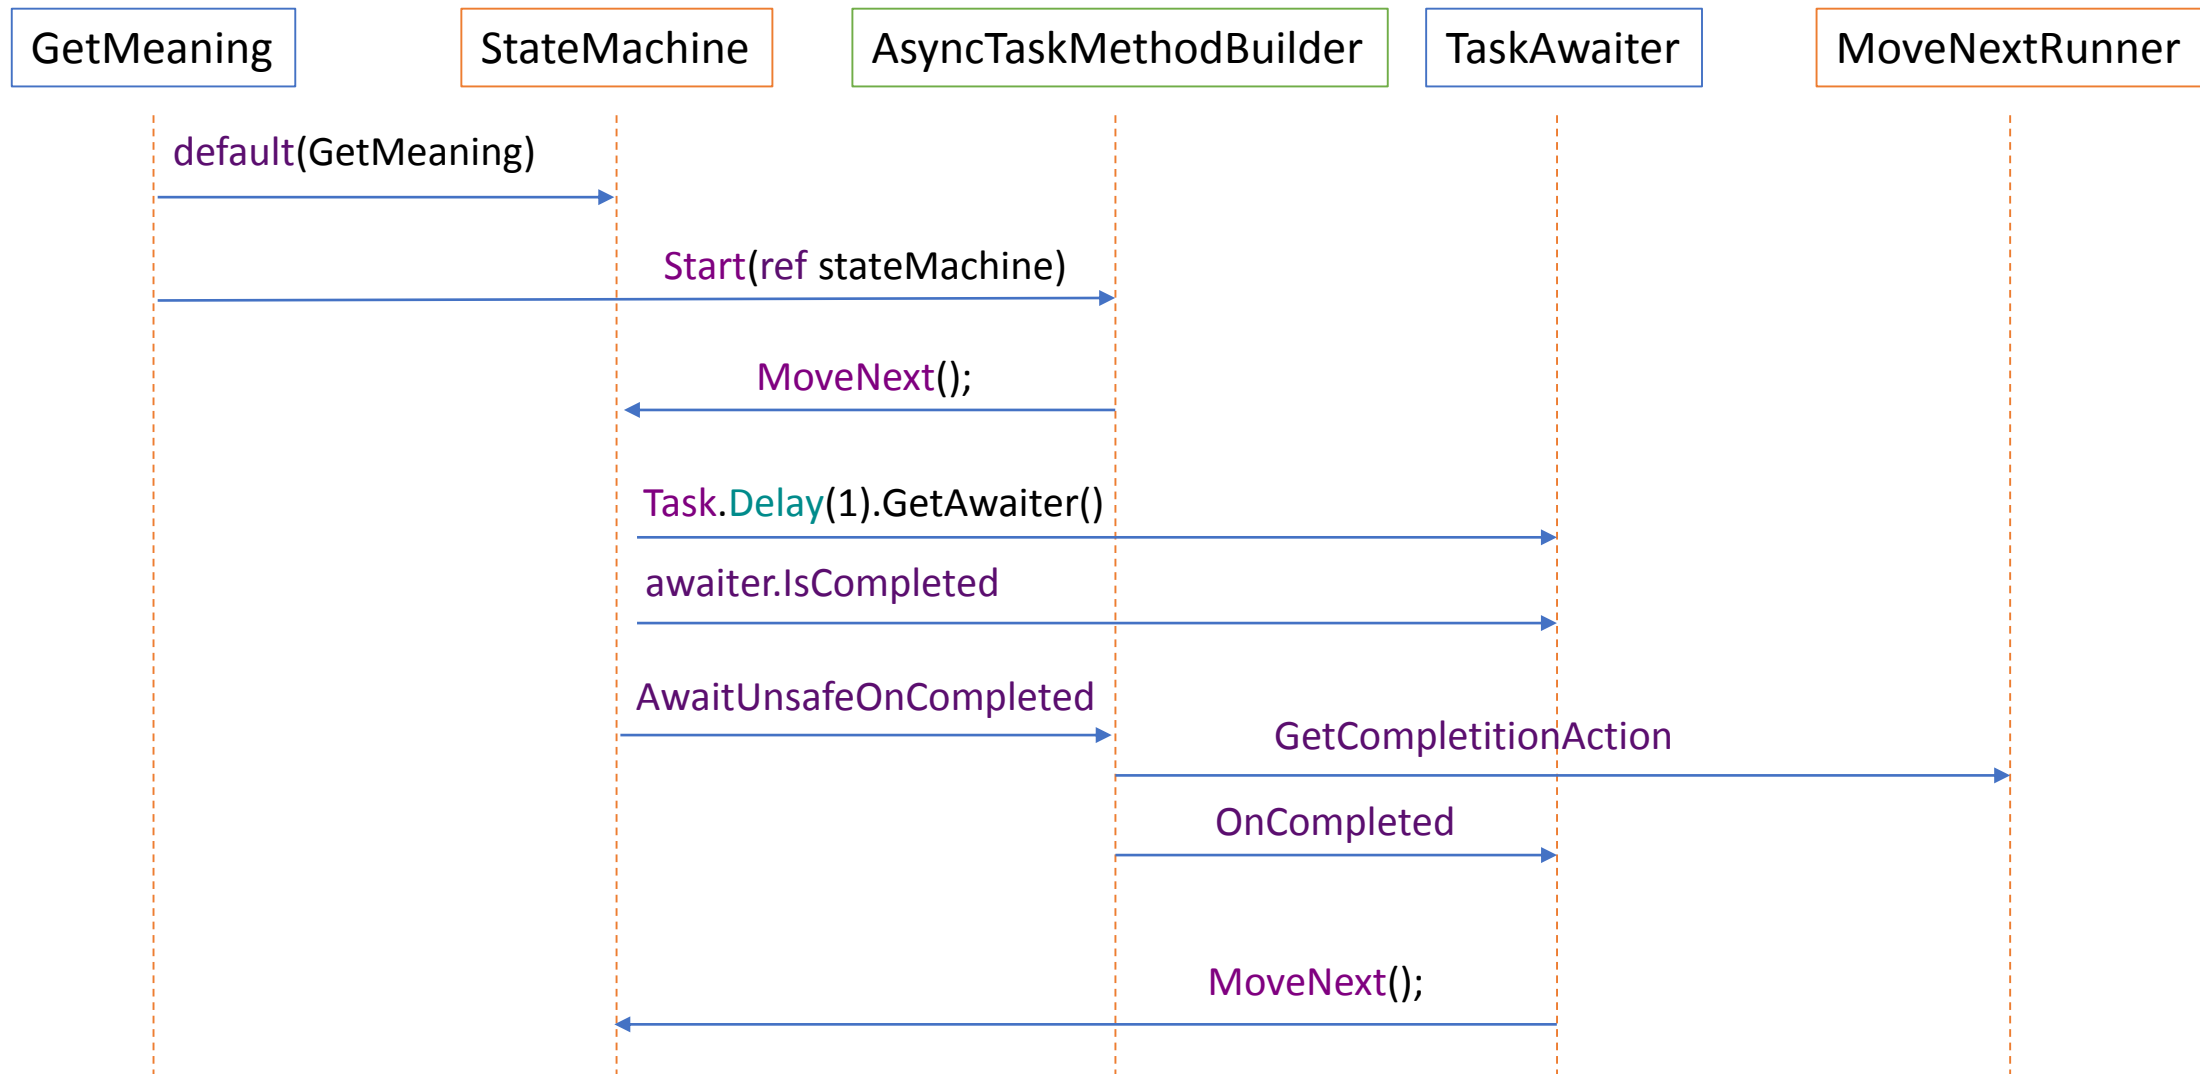 GetMeaning
StateMachine
AsyncTaskMethodBuilder
TaskAwaiter
MoveNextRunner
default(GetMeaning)
Start(ref stateMachine)
MoveNext();
Task.Delay(1).GetAwaiter()
awaiter.IsCompleted
AwaitUnsafeOnCompleted
GetCompletitionAction
OnCompleted
MoveNext();